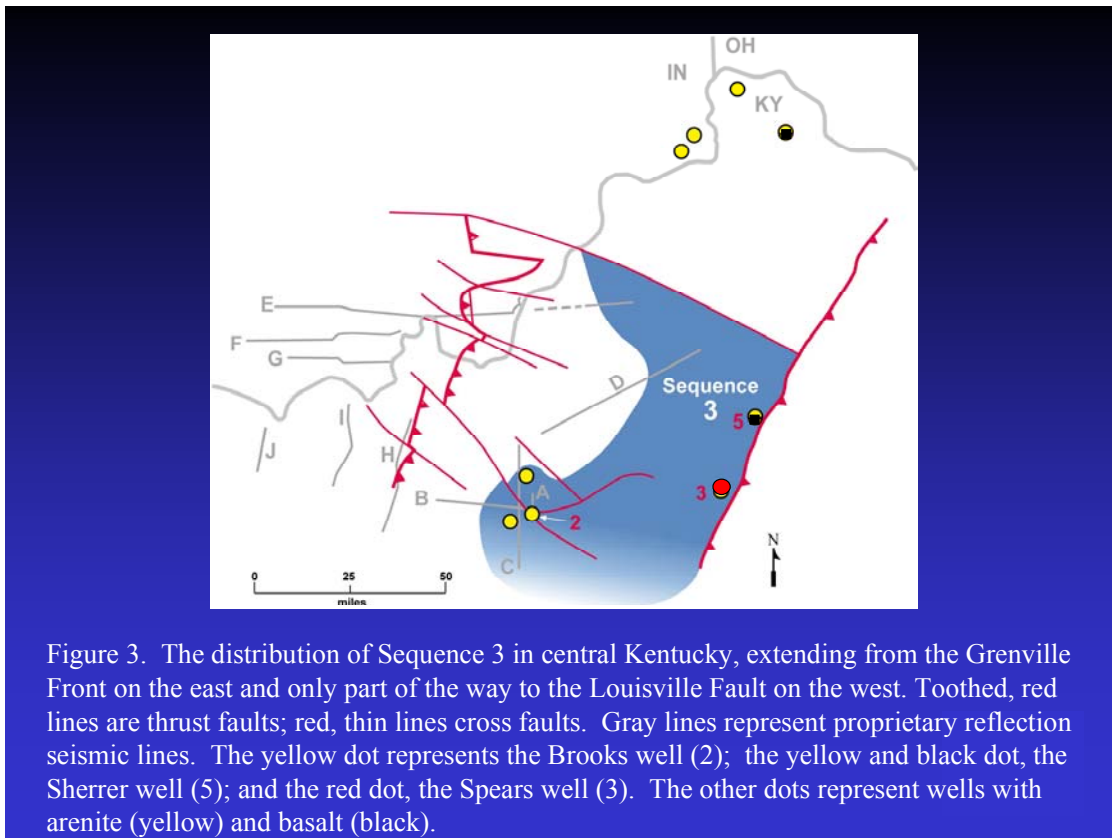 OH
IN
KY
E
F
G
D
Sequence
3
5
I
H
J
3
B
A
2
N
C
0 25 50
miles
Figure 3. The distribution of Sequence 3 in central Kentucky, extending from the Grenville
Front on the east and only part of the way to the Louisville Fault on the west. Toothed, red
lines are thrust faults; red, thin lines cross faults. Gray lines represent proprietary reflection
seismic lines. The yellow dot represents the Brooks well (2); the yellow and black dot, the
Sherrer well (5); and the red dot, the Spears well (3). The other dots represent wells with
arenite (yellow) and basalt (black).